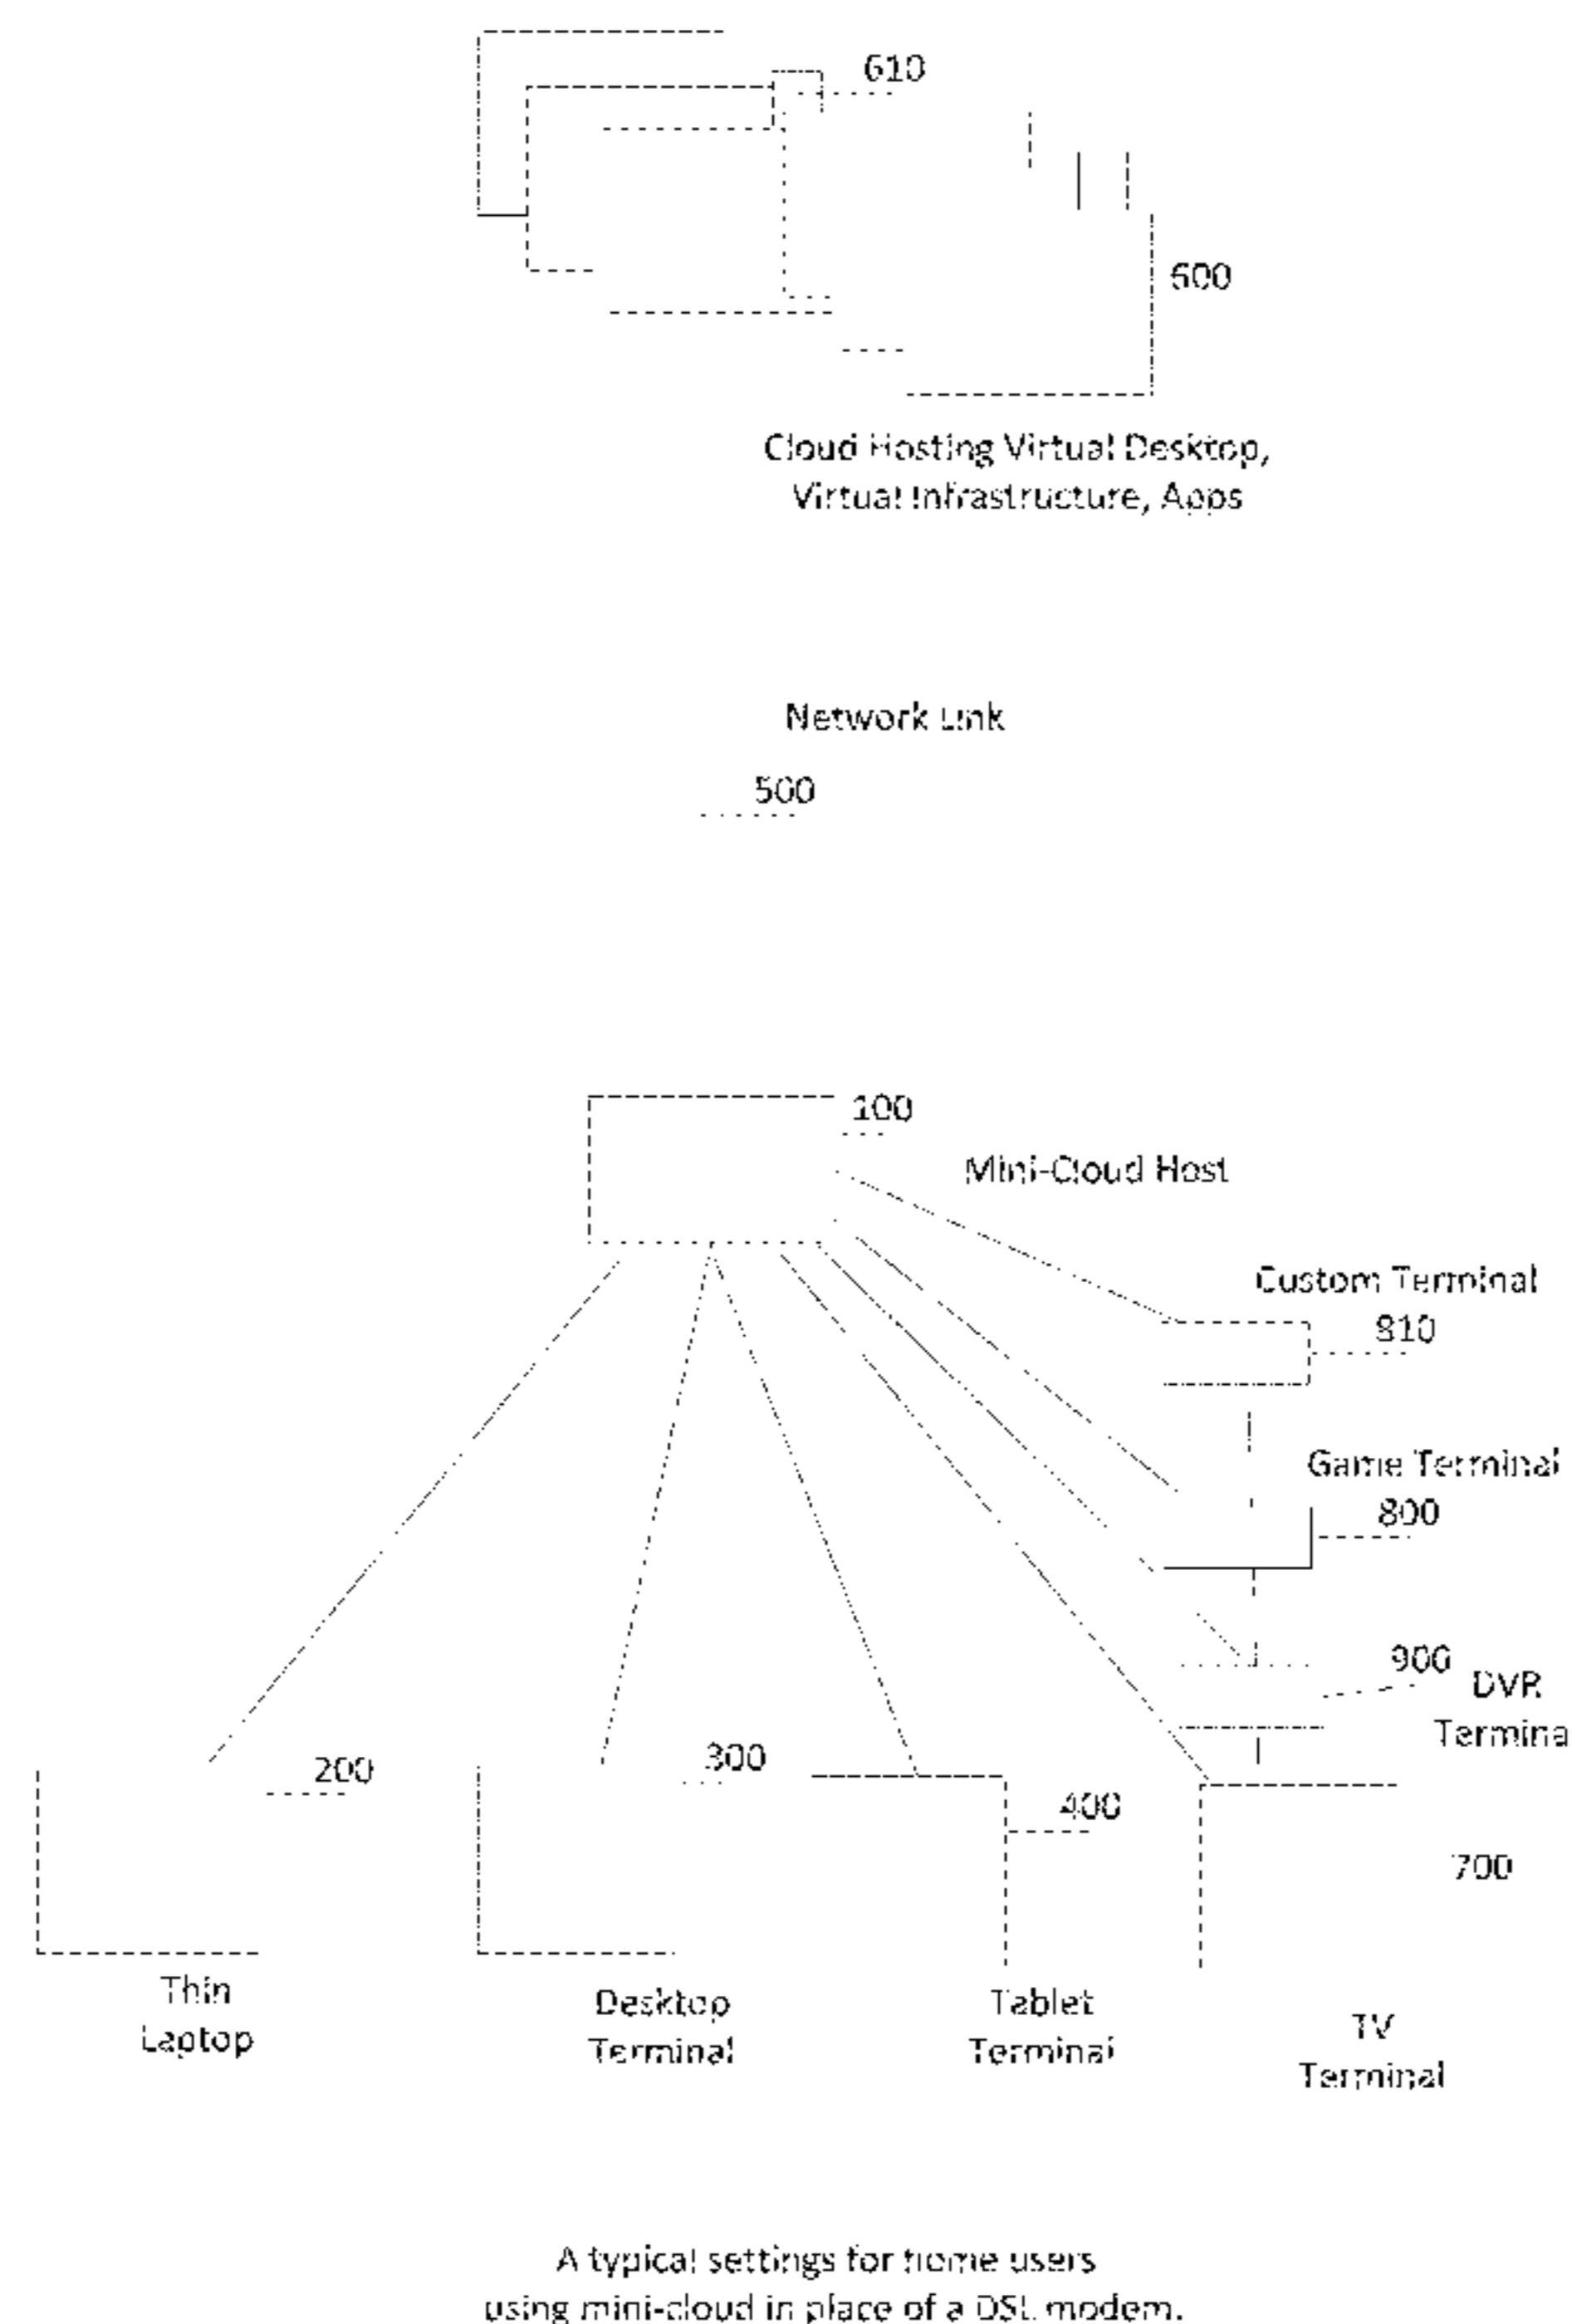 610
600
Cloud Hosting Virtual Desktop,
Virtual Infrastructure, Apps
Network Link
500
100
Mini-Cloud Host
Custom Terminal
810
Game Terminal
800
900
DVR
Termina
200
300
400
700
Thin
Laptop
Desktop
Terminal
Tablet
Terminal
TV
Terminal
A typical settings for home users
using mini-cloud in place of a DSL modem.